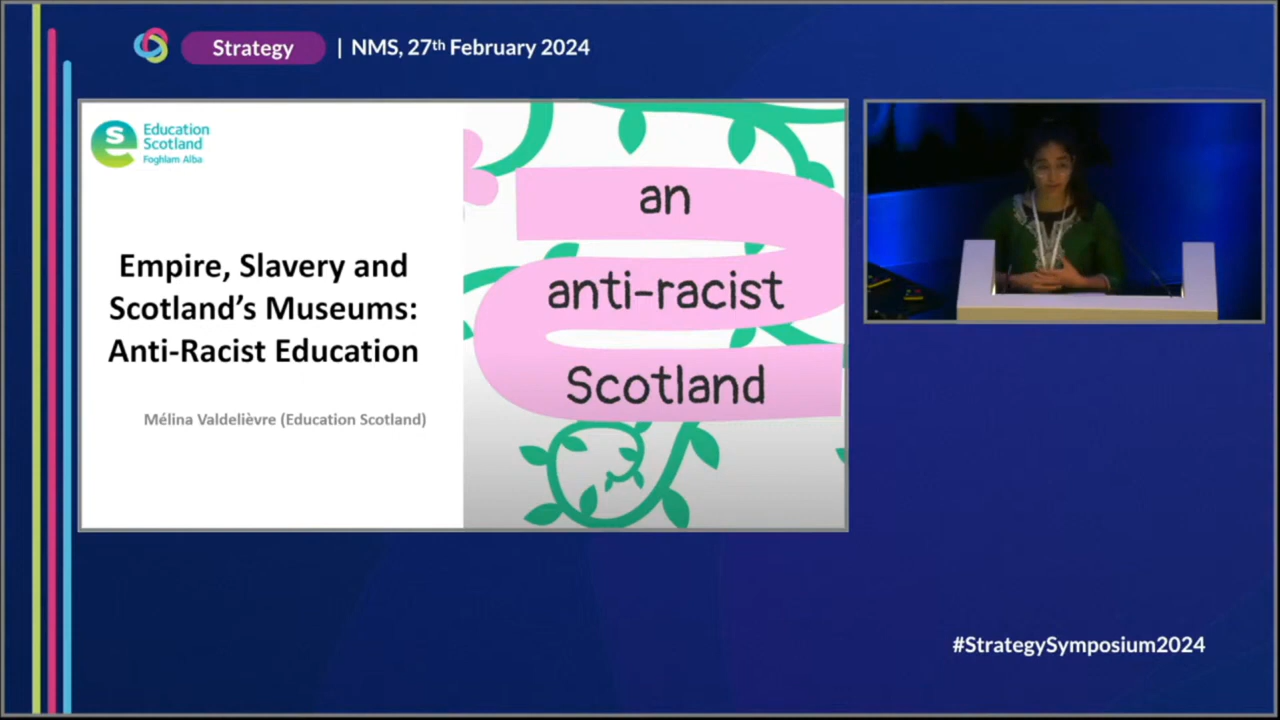 Strategy | NMS, 27th February 2024
Education
Scotland
Foghlam Alba
Empire, Slavery and
Scotland’s Museums:
Anti-Racist Education
Mélina Valdelièvre (Education Scotland)
an
anti-racist
Scotland
#StrategySymposium2024